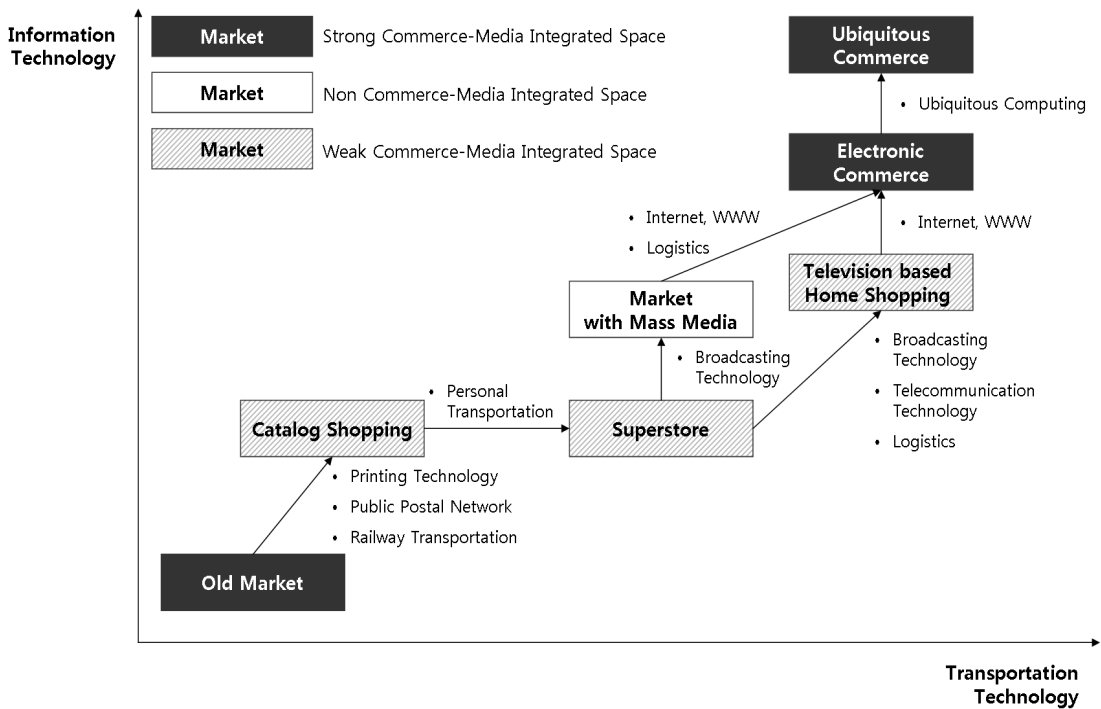 Information
Technology
Market
Strong Commerce-Media Integrated Space
Market
Non Commerce-Media Integrated Space
Market
Weak Commerce-Media Integrated Space
Ubiquitous
Commerce
• Ubiquitous Computing
Electronic
Commerce
• Internet, WWW
• Logistics
• Internet, WWW
Television based
Home Shopping
Market
with Mass Media
• Broadcasting
Technology
• Telecommunication
Technology
• Logistics
• Broadcasting
Technology
• Personal
Transportation
Catalog Shopping
Superstore
• Printing Technology
• Public Postal Network
• Railway Transportation
Old Market
Transportation
Technology